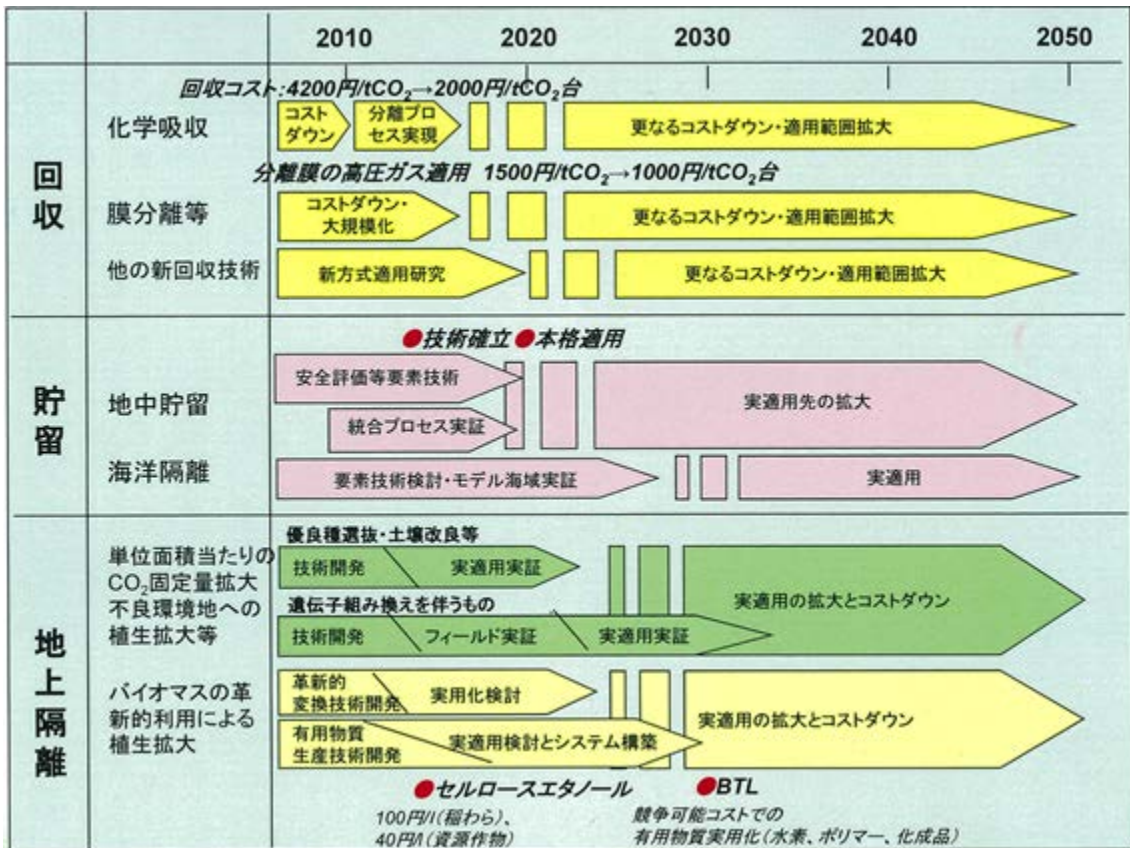 2010 2020 2030 2040 2050
回収
回収コスト:4200円/tCO₂→2000円/tCO₂台
化学吸収
コスト
ダウン
分離プロ
セス実現
更なるコストダウン・適用範囲拡大
分離膜の高圧ガス適用 1500円/tCO₂→1000円/tCO₂台
膜分離等
コストダウン・
大規模化
更なるコストダウン・適用範囲拡大
他の新回収技術
新方式適用研究
更なるコストダウン・適用範囲拡大
貯留
●技術確立 ●本格適用
地中貯留
安全評価等要素技術
統合プロセス実証
実適用先の拡大
海洋隔離
要素技術検討・モデル海域実証
実適用
地上隔離
単位面積当たりの
CO₂固定量拡大
不良環境地への
植生拡大等
優良種選抜・土壌改良等
技術開発 実適用実証
遺伝子組み換えを伴うもの
技術開発 フィールド実証 実適用実証
実適用の拡大とコストダウン
バイオマスの革
新的利用による
植生拡大
革新的
変換技術開発
実用化検討
有用物質
生産技術開発
実適用検討とシステム構築
実適用の拡大とコストダウン
●セルロースエタノール
100円/l(稲わら)、
40円/l(資源作物)
●BTL
競争可能コストでの
有用物質実用化(水素、ポリマー、化成品)